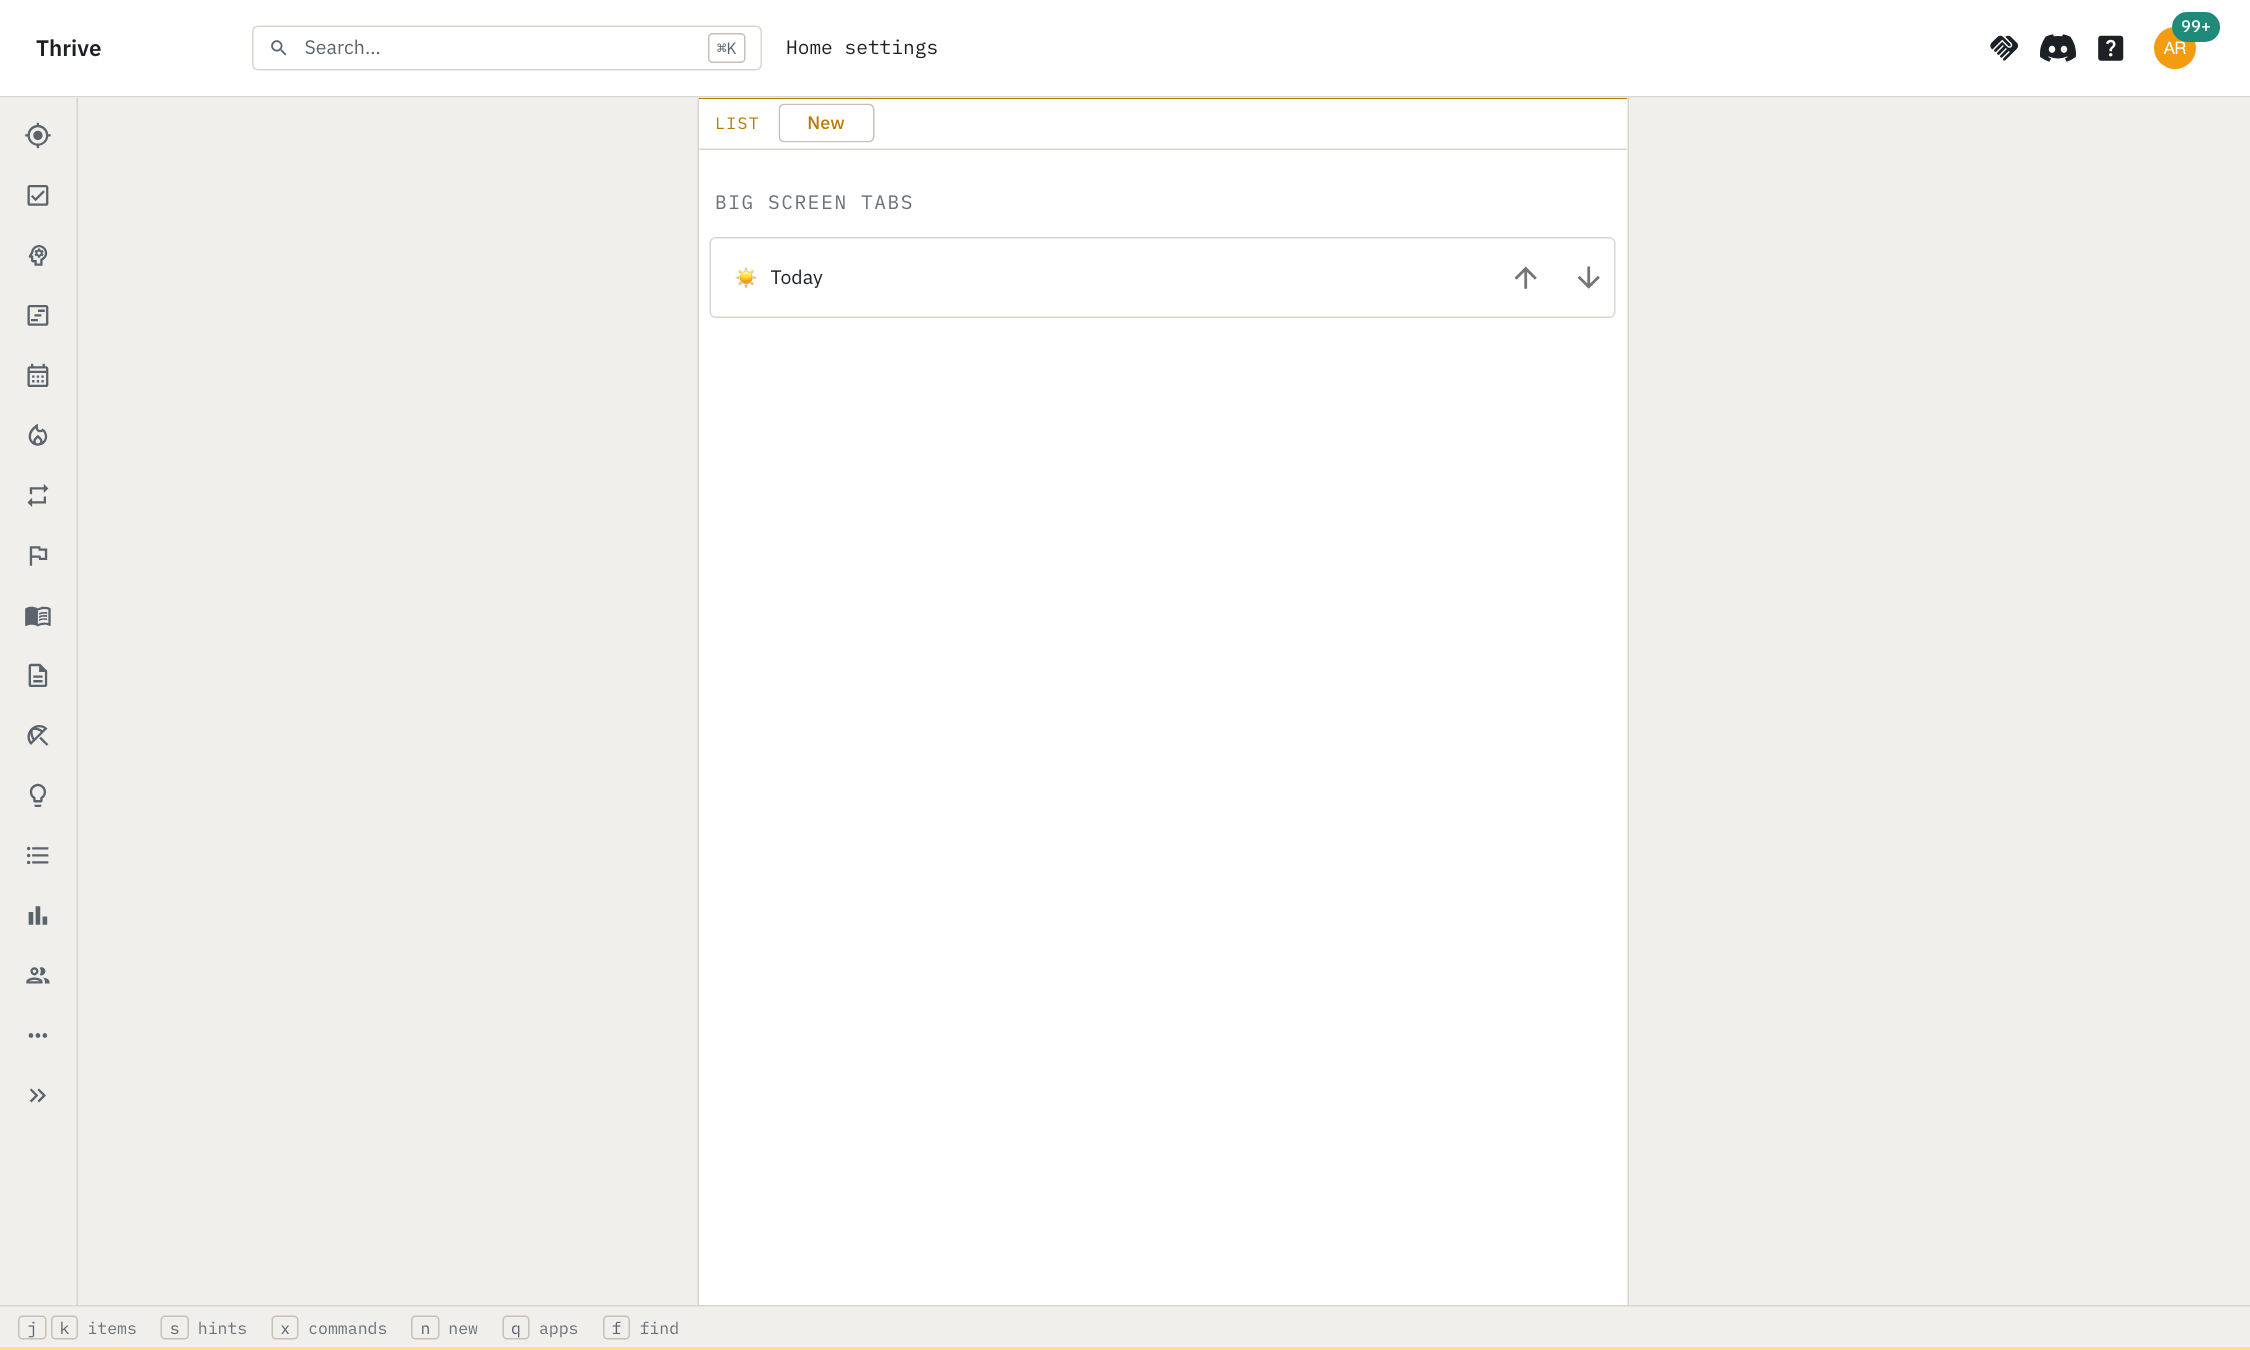 Thrive
Search...
⌘K
Home settings
?
AR
99+
LIST
New
BIG SCREEN TABS
Today
j k items s hints x commands n new q apps f find